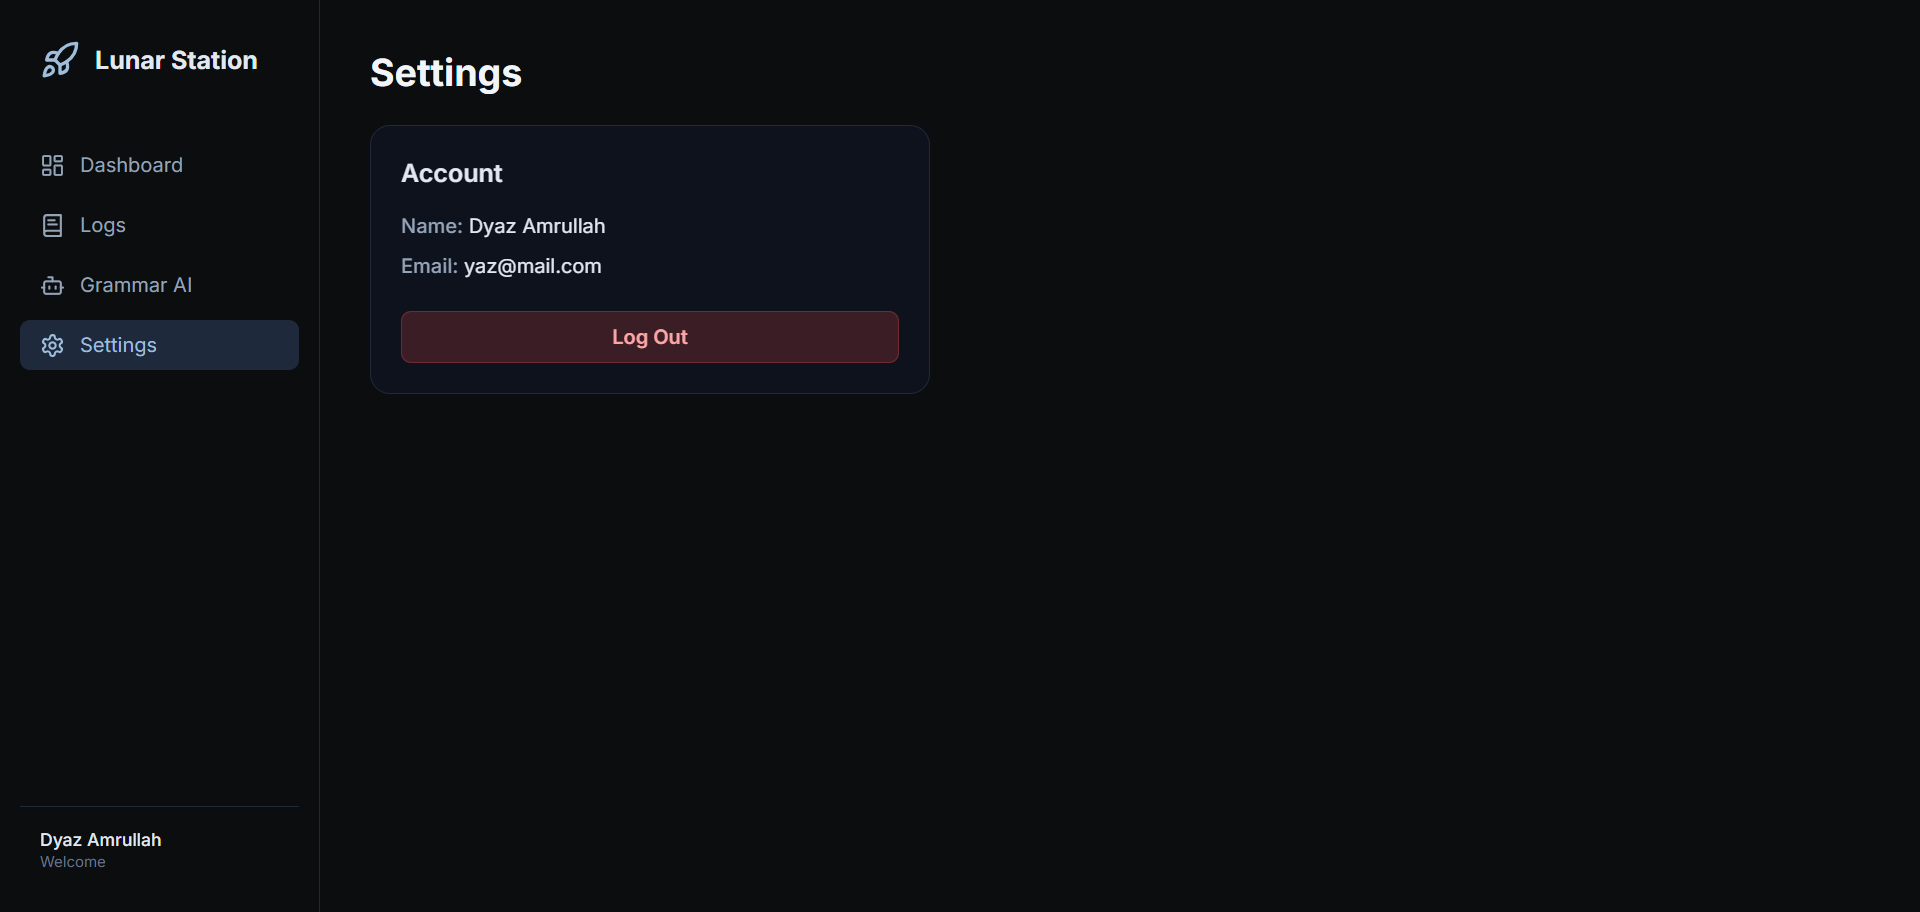 Lunar Station
Dashboard
Logs
Grammar AI
Settings
Dyaz Amrullah
Welcome
Settings
Account
Name: Dyaz Amrullah
Email: yaz@mail.com
Log Out